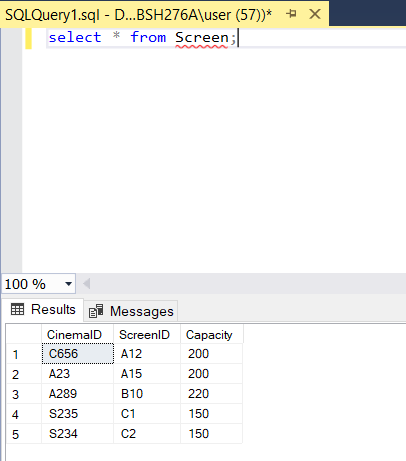 SQLQuery1.sql - D...BSH276A\user (57))*
select * from Screen;
100 %
Results Messages
CinemaID ScreenID Capacity
1 C656 A12 200
2 A23 A15 200
3 A289 B10 220
4 S235 C1 150
5 S234 C2 150